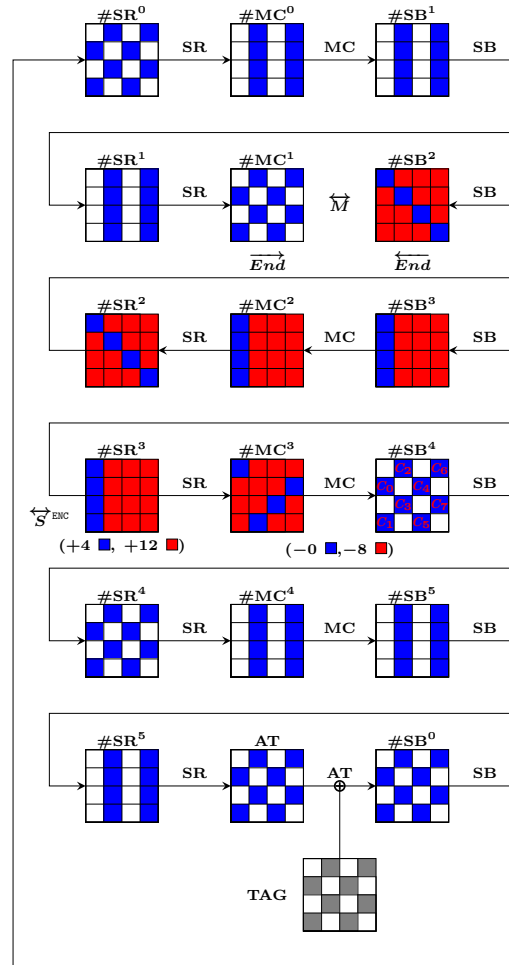 #SR⁰ #MC⁰ #SB¹
SR MC SB
#SR¹ #MC¹ #SB²
SR M SB
End End
#SR² #MC² #SB³
SR MC SB
#SR³ #MC³ #SB⁴
C₂ C₆
C₀ C₄
C₃ C₇
C₁ C₅
SR MC SB
S ENC
(+4 , +12 ) (−0 ,−8 )
#SR⁴ #MC⁴ #SB⁵
SR MC SB
#SR⁵ AT #SB⁰
SR AT SB
TAG